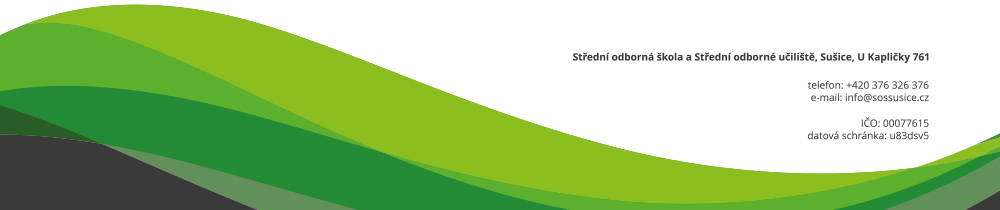 Střední odborná škola a Střední odborné učiliště, Sušice, U Kapličky 761
telefon: +420 376 326 376
e-mail: info@sossusice.cz
IČO: 00077615
datová schránka: u83dsv5